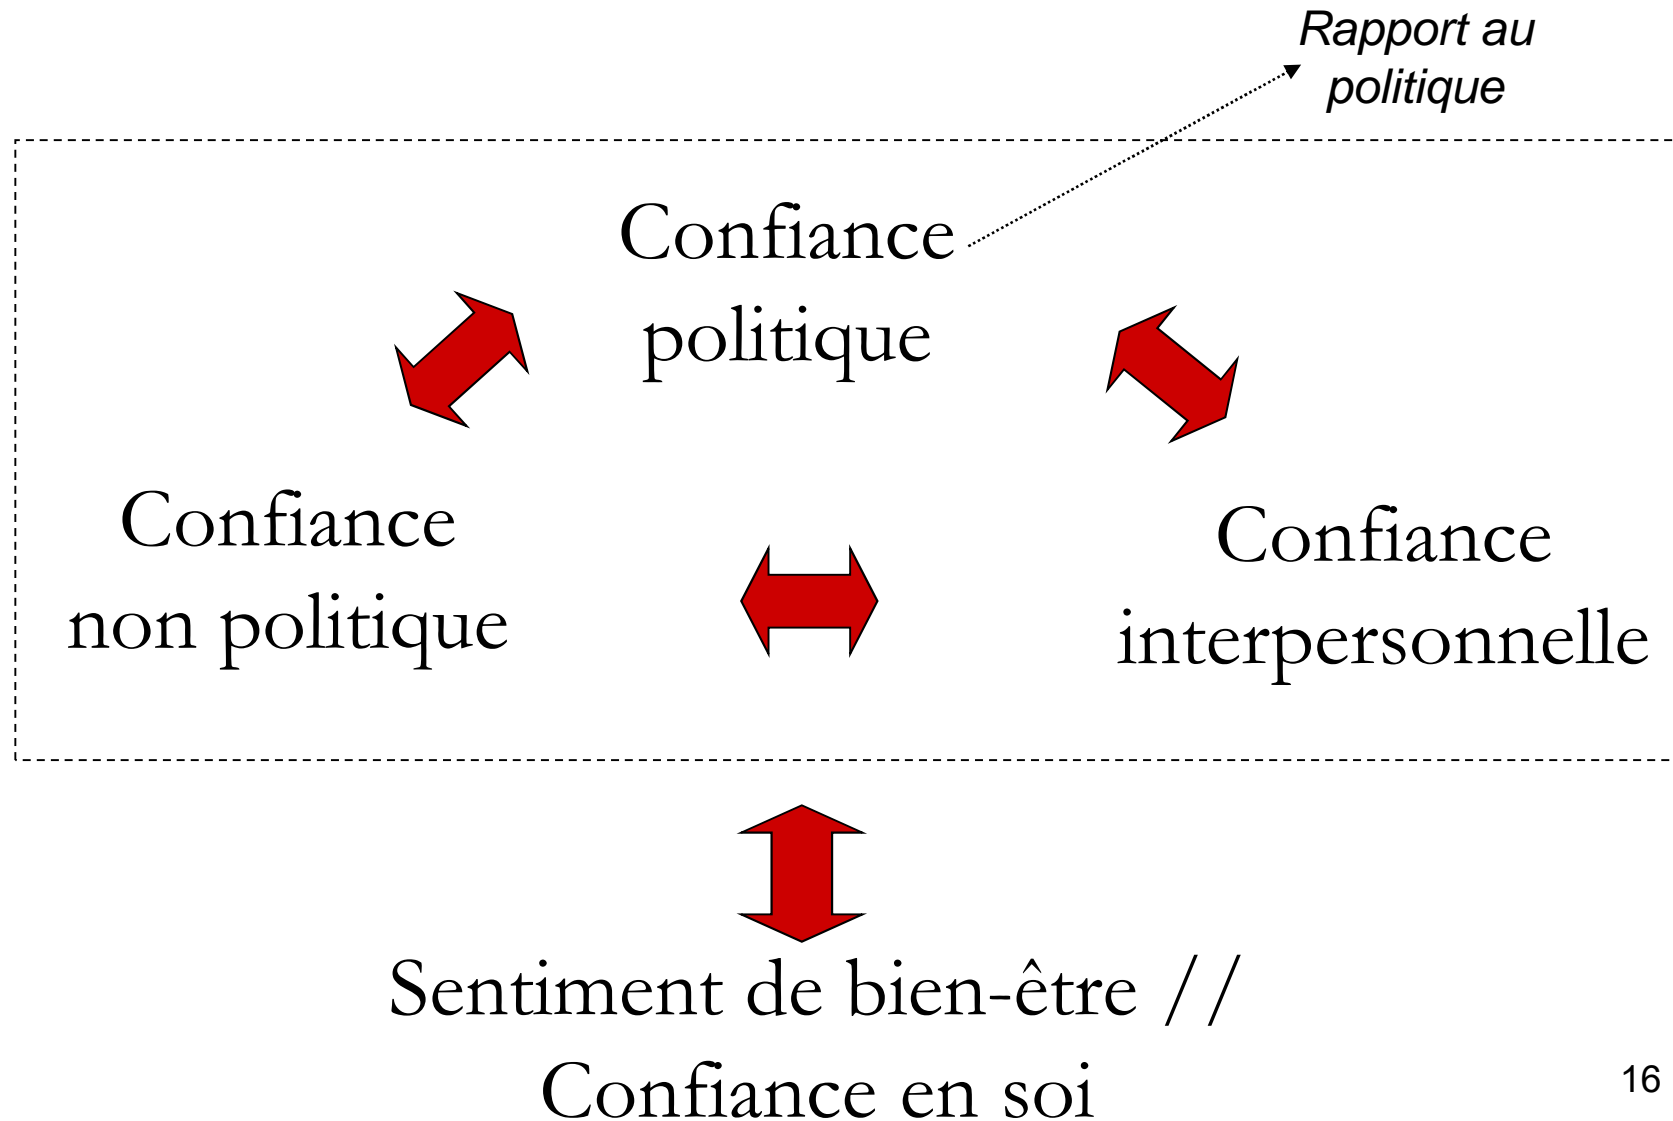 Rapport au
politique
Confiance
politique
Confiance
non politique
Confiance
interpersonnelle
Sentiment de bien-être //
Confiance en soi
16